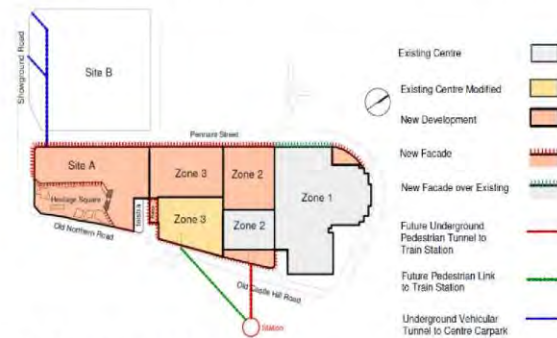 Showground Road
Site B
Pennant Street
Site A
Zone 3
Zone 2
Zone 1
Heritage Square
Zone 3
Zone 2
Old Northern Road
Old Castle Hill Road
Station
Existing Centre
Existing Centre Modified
New Development
New Facade
New Facade over Existing
Future Underground
Pedestrian Tunnel to
Train Station
Future Pedestrian Link
to Train Station
Underground Vehicular
Tunnel to Centre Carpark